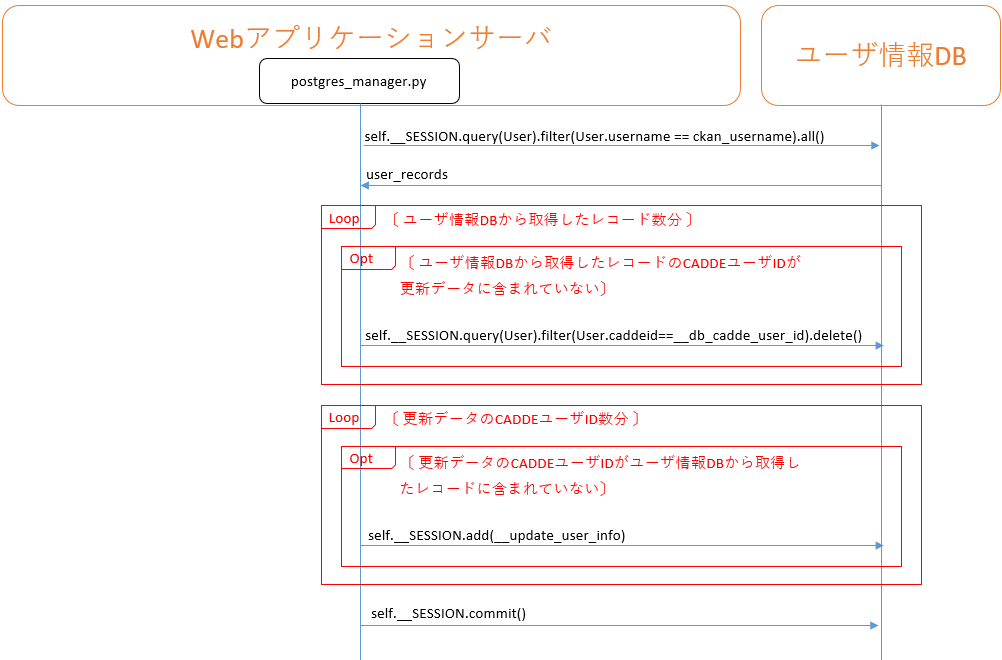 Webアプリケーションサーバ
ユーザ情報DB
postgres_manager.py
self.__SESSION.query(User).filter(User.username == ckan_username).all()
user_records
Loop
〔 ユーザ情報DBから取得したレコード数分 〕
Opt
〔 ユーザ情報DBから取得したレコードのCADDEユーザIDが
更新データに含まれていない〕
self.__SESSION.query(User).filter(User.caddeid==__db_cadde_user_id).delete()
Loop
〔 更新データのCADDEユーザID数分 〕
Opt
〔 更新データのCADDEユーザIDがユーザ情報DBから取得し
たレコードに含まれていない〕
self.__SESSION.add(__update_user_info)
self.__SESSION.commit()